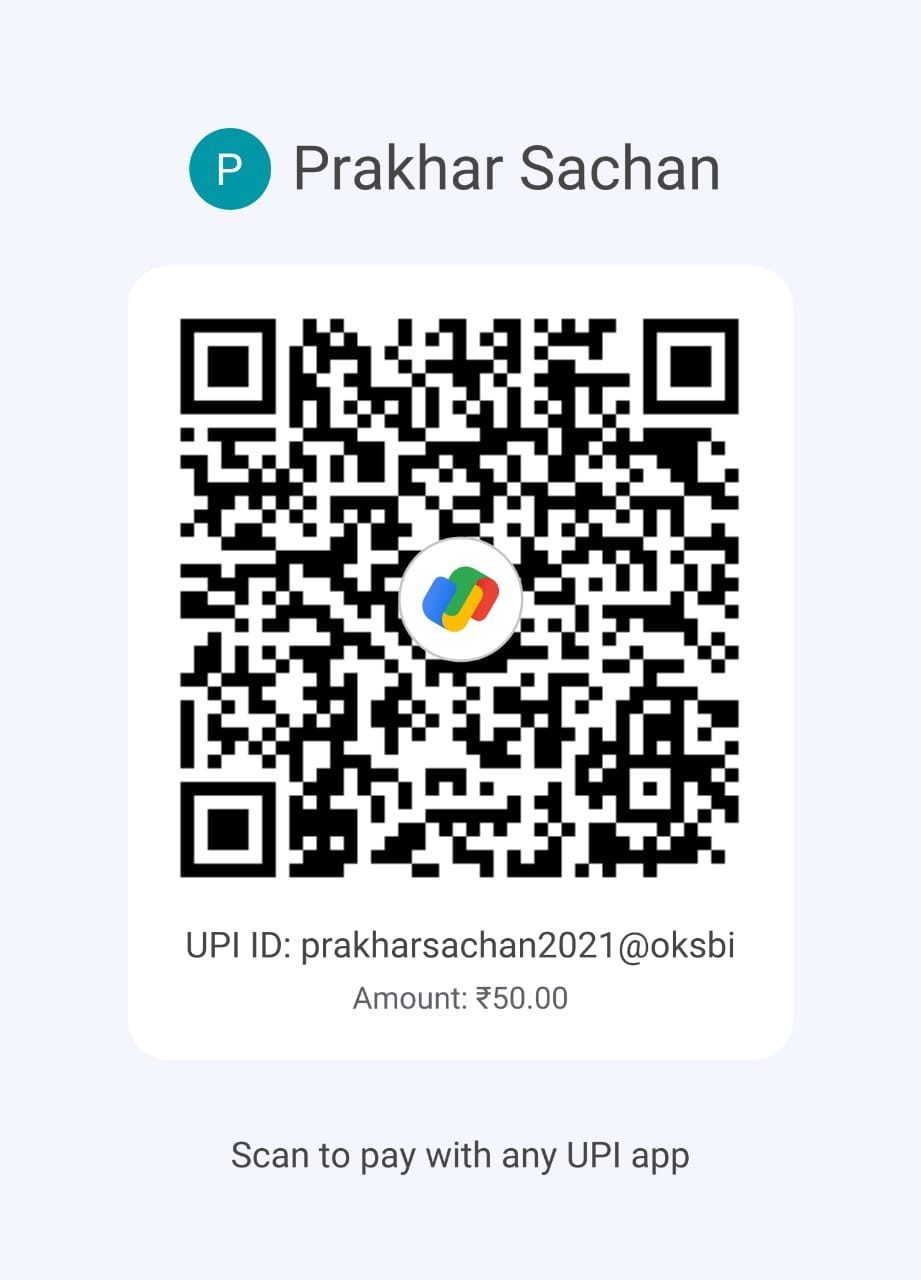 P Prakhar Sachan
UPI ID: prakharsachan2021@oksbi
Amount: ₹50.00
Scan to pay with any UPI app